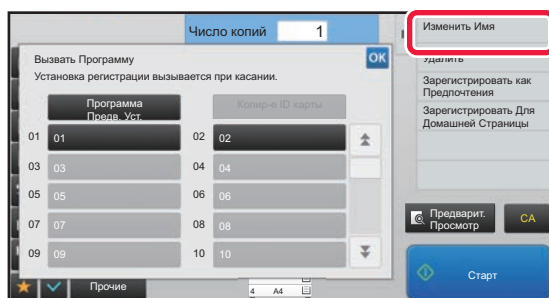 Число копий 1
Изменить Имя
Вызвать Программу
OK
Удалить
Установка регистрации вызывается при касании.
Зарегистрировать как
Предпочтения
Программа
Предв. Уст.
Копир-е ID карты
Зарегистрировать Для
Домашней Страницы
01 01
02 02
03 03
04 04
05 05
06 06
07 07
08 08
09 09
10 10
Предварит.
Просмотр
CA
Старт
Прочие
4 A4